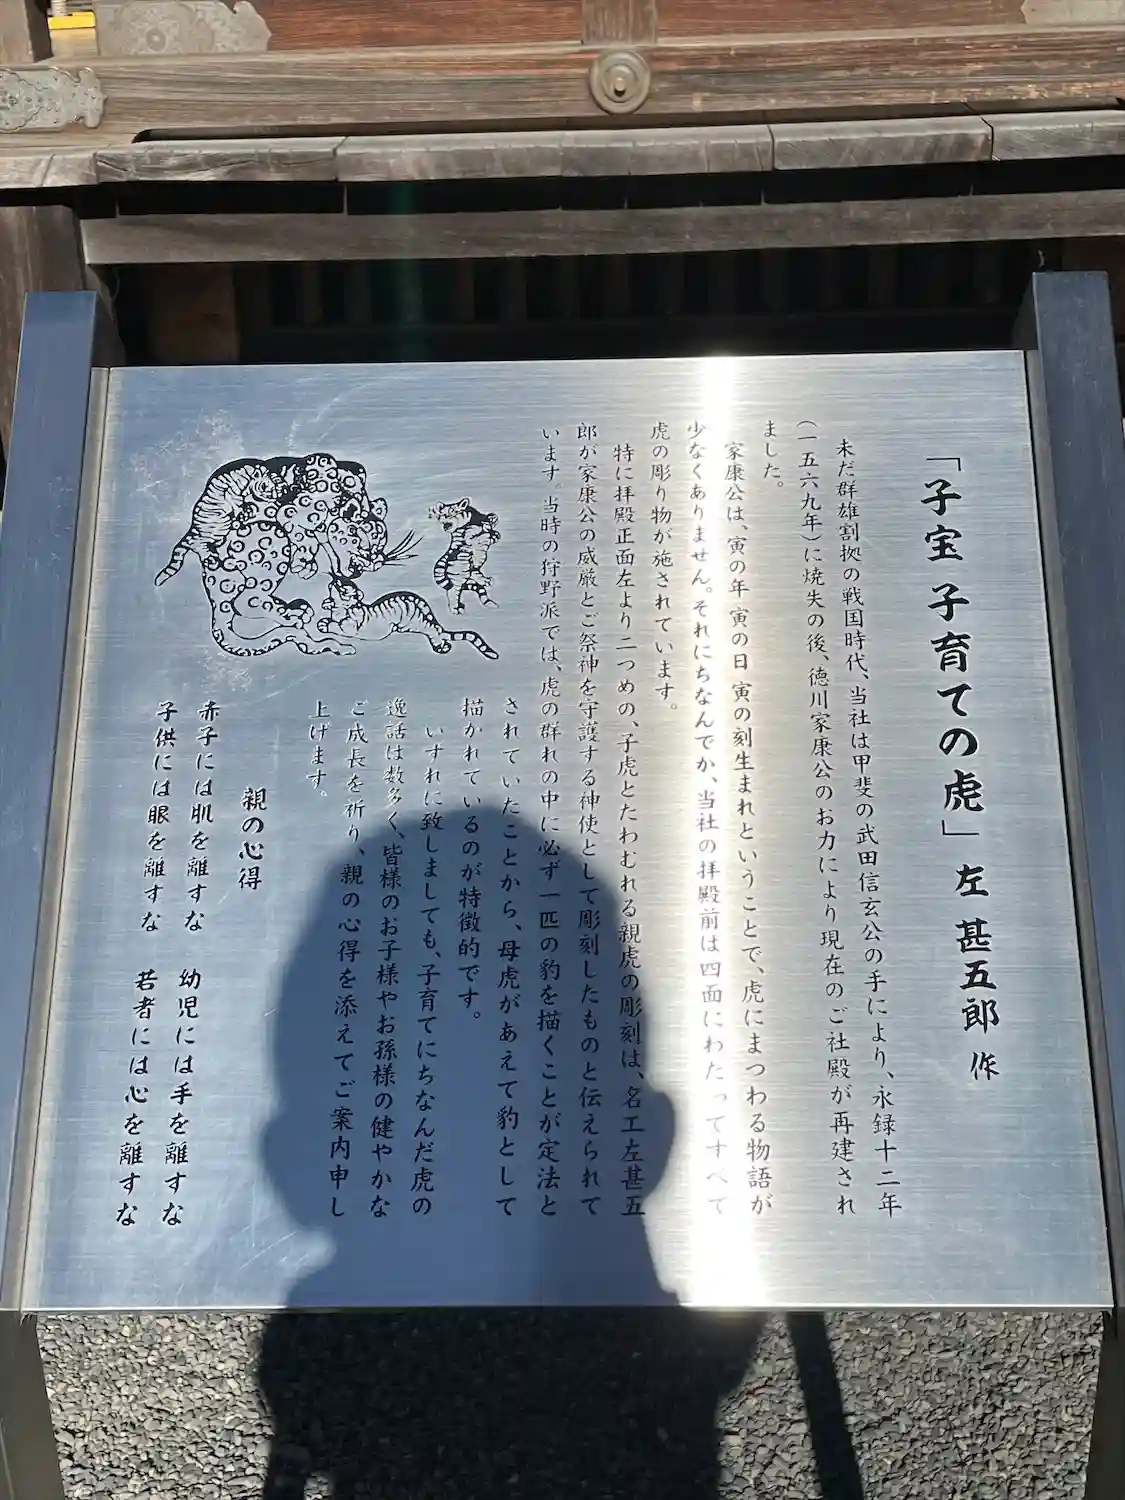 「子宝 子育ての虎」左 甚五郎 作
未だ群雄割拠の戦国時代、当社は甲斐の武田信玄公の手により、永録十二年
(一五六九年)に焼失の後、徳川家康公のお力により現在のご社殿が再建され
ました。
家康公は、寅の年 寅の日 寅の刻生まれということで、虎にまつわる物語が
少なくありません。それにちなんでか、当社の拝殿前は四面にわたってすべて
虎の彫り物が施されています。
特に拝殿正面左より二つめの、子虎とたわむれる親虎の彫刻は、名工左甚五
郎が家康公の威厳とご祭神を守護する神使として彫刻したものと伝えられて
います。当時の狩野派では、虎の群れの中に必ず一匹の豹を描くことが定法と
されていたことから、母虎があえて豹として
描かれているのが特徴的です。
いずれに致しましても、子育てにちなんだ虎の
逸話は数多く、皆様のお子様やお孫様の健やかな
ご成長を祈り、親の心得を添えてご案内申し
上げます。
親の心得
赤子には肌を離すな 幼児には手を離すな
子供には眼を離すな 若者には心を離すな